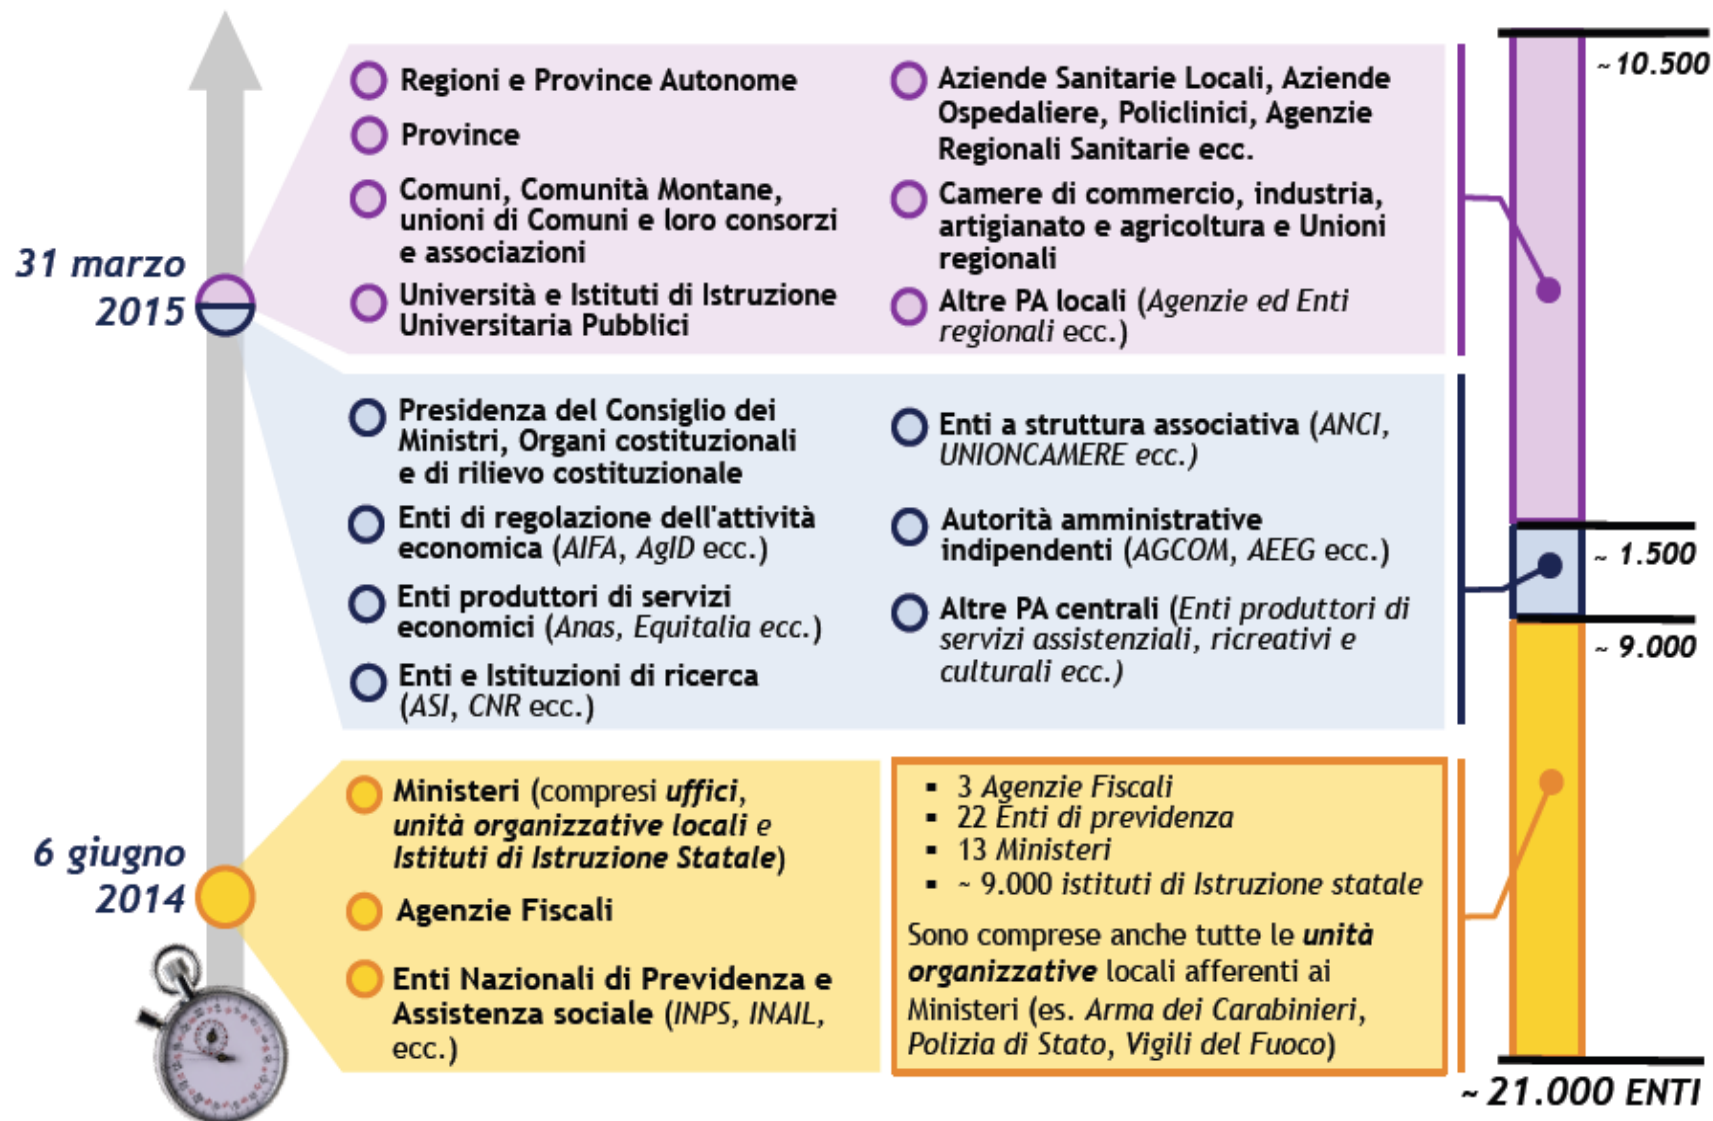 31 marzo
2015
Regioni e Province Autonome
Province
Comuni, Comunità Montane,
unioni di Comuni e loro consorzi
e associazioni
Università e Istituti di Istruzione
Universitaria Pubblici
Aziende Sanitarie Locali, Aziende
Ospedaliere, Policlinici, Agenzie
Regionali Sanitarie ecc.
Camere di commercio, industria,
artigianato e agricoltura e Unioni
regionali
Altre PA locali (Agenzie ed Enti
regionali ecc.)
~ 10.500
Presidenza del Consiglio dei
Ministri, Organi costituzionali
e di rilievo costituzionale
Enti di regolazione dell'attività
economica (AIFA, AgID ecc.)
Enti produttori di servizi
economici (Anas, Equitalia ecc.)
Enti e Istituzioni di ricerca
(ASI, CNR ecc.)
Enti a struttura associativa (ANCI,
UNIONCAMERE ecc.)
Autorità amministrative
indipendenti (AGCOM, AEEG ecc.)
Altre PA centrali (Enti produttori di
servizi assistenziali, ricreativi e
culturali ecc.)
~ 1.500
~ 9.000
6 giugno
2014
Ministeri (compresi uffici,
unità organizzative locali e
Istituti di Istruzione Statale)
Agenzie Fiscali
Enti Nazionali di Previdenza e
Assistenza sociale (INPS, INAIL,
ecc.)
▪ 3 Agenzie Fiscali
▪ 22 Enti di previdenza
▪ 13 Ministeri
▪ ~ 9.000 istituti di Istruzione statale
Sono comprese anche tutte le unità
organizzative locali afferenti ai
Ministeri (es. Arma dei Carabinieri,
Polizia di Stato, Vigili del Fuoco)
~ 21.000 ENTI